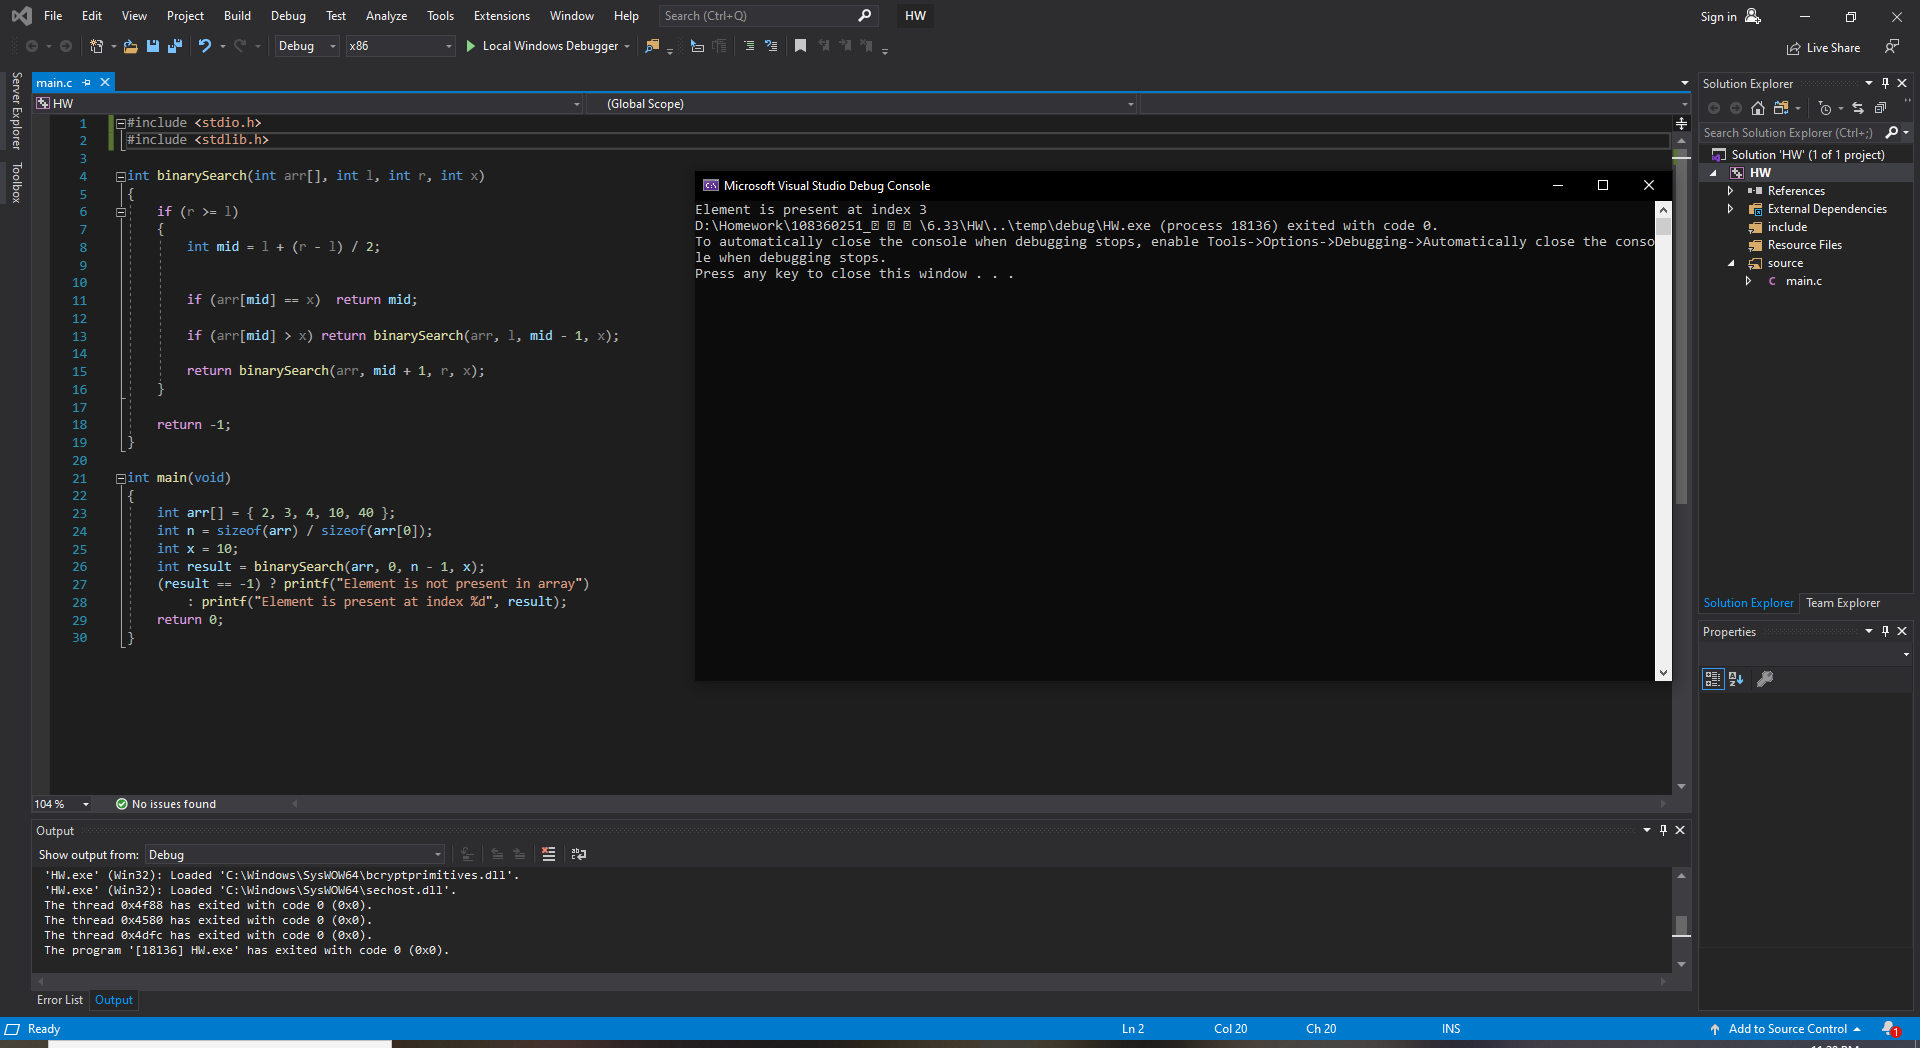 File Edit View Project Build Debug Test Analyze Tools Extensions Window Help Search (Ctrl+Q) HW Sign in
Debug x86 Local Windows Debugger Live Share
Server Explorer
Toolbox
main.c
HW (Global Scope)
1 #include <stdio.h>
2 #include <stdlib.h>
3
4 int binarySearch(int arr[], int l, int r, int x)
5 {
6 if (r >= l)
7 {
8 int mid = l + (r - l) / 2;
9
10
11 if (arr[mid] == x)  return mid;
12
13 if (arr[mid] > x) return binarySearch(arr, l, mid - 1, x);
14
15 return binarySearch(arr, mid + 1, r, x);
16 }
17
18 return -1;
19 }
20
21 int main(void)
22 {
23 int arr[] = { 2, 3, 4, 10, 40 };
24 int n = sizeof(arr) / sizeof(arr[0]);
25 int x = 10;
26 int result = binarySearch(arr, 0, n - 1, x);
27 (result == -1) ? printf("Element is not present in array")
28 : printf("Element is present at index %d", result);
29 return 0;
30 }
Microsoft Visual Studio Debug Console
Element is present at index 3
D:\Homework\108360251_ \6.33\HW\..\temp\debug\HW.exe (process 18136) exited with code 0.
To automatically close the console when debugging stops, enable Tools->Options->Debugging->Automatically close the conso
le when debugging stops.
Press any key to close this window . . .
104 % No issues found
Output
Show output from: Debug
'HW.exe' (Win32): Loaded 'C:\Windows\SysWOW64\bcryptprimitives.dll'.
'HW.exe' (Win32): Loaded 'C:\Windows\SysWOW64\sechost.dll'.
The thread 0x4f88 has exited with code 0 (0x0).
The thread 0x4580 has exited with code 0 (0x0).
The thread 0x4dfc has exited with code 0 (0x0).
The program '[18136] HW.exe' has exited with code 0 (0x0).
Error List Output
Solution Explorer
Search Solution Explorer (Ctrl+;)
Solution 'HW' (1 of 1 project)
HW
References
External Dependencies
include
Resource Files
source
main.c
Solution Explorer Team Explorer
Properties
Ready Ln 2 Col 20 Ch 20 INS Add to Source Control 1